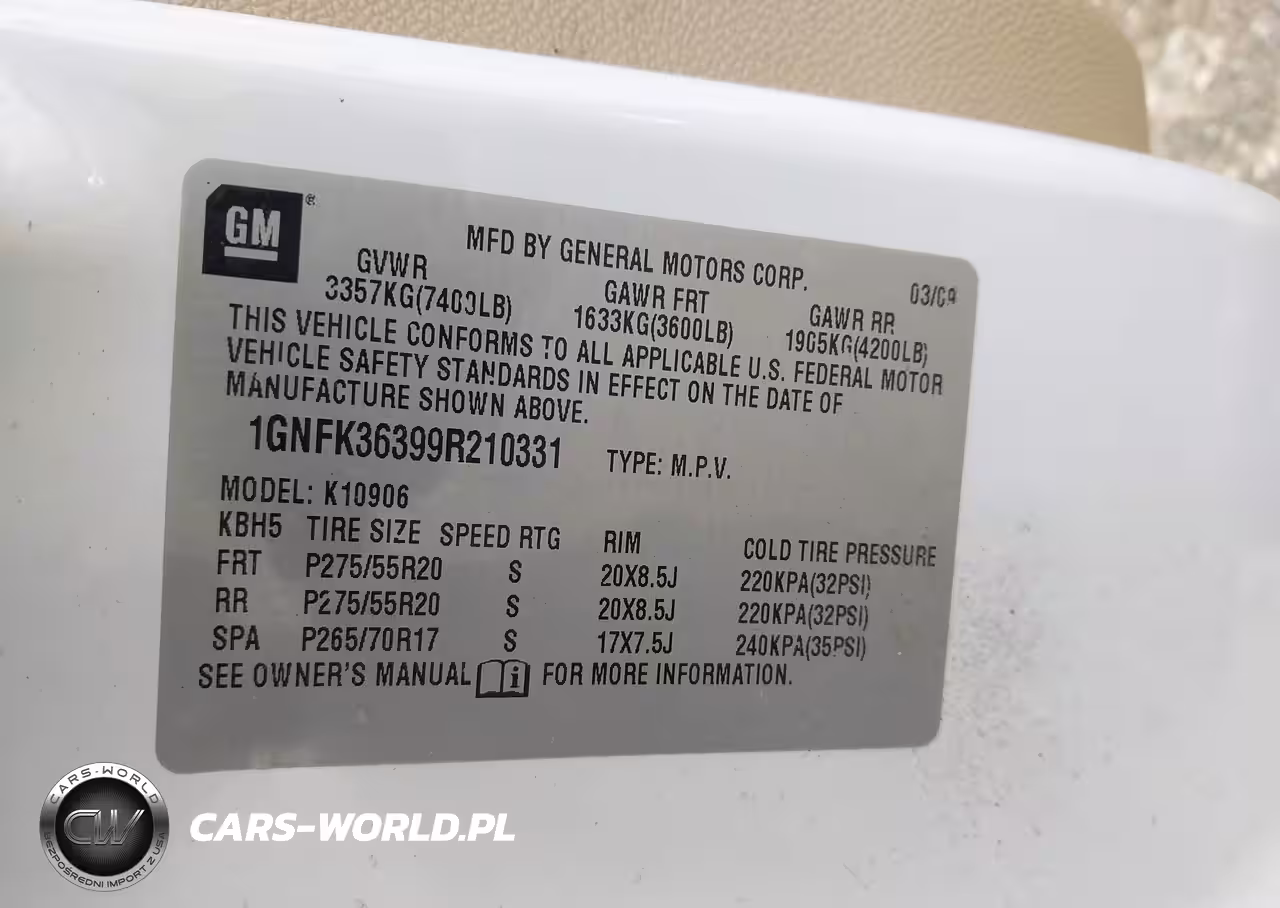 GM ®
MFD BY GENERAL MOTORS CORP.
03/09
GVWR GAWR FRT GAWR RR
3357KG(7400LB) 1633KG(3600LB) 1905KG(4200LB)
THIS VEHICLE CONFORMS TO ALL APPLICABLE U.S. FEDERAL MOTOR
VEHICLE SAFETY STANDARDS IN EFFECT ON THE DATE OF
MANUFACTURE SHOWN ABOVE.
1GNFK36399R210331 TYPE: M.P.V.
MODEL: K10906
KBH5 TIRE SIZE SPEED RTG RIM COLD TIRE PRESSURE
FRT P275/55R20 S 20X8.5J 220KPA(32PSI)
RR P275/55R20 S 20X8.5J 220KPA(32PSI)
SPA P265/70R17 S 17X7.5J 240KPA(35PSI)
SEE OWNER'S MANUAL i FOR MORE INFORMATION.
CARS-WORLD
CW
BEZPOŚREDNI IMPORT Z USA
CARS-WORLD.PL